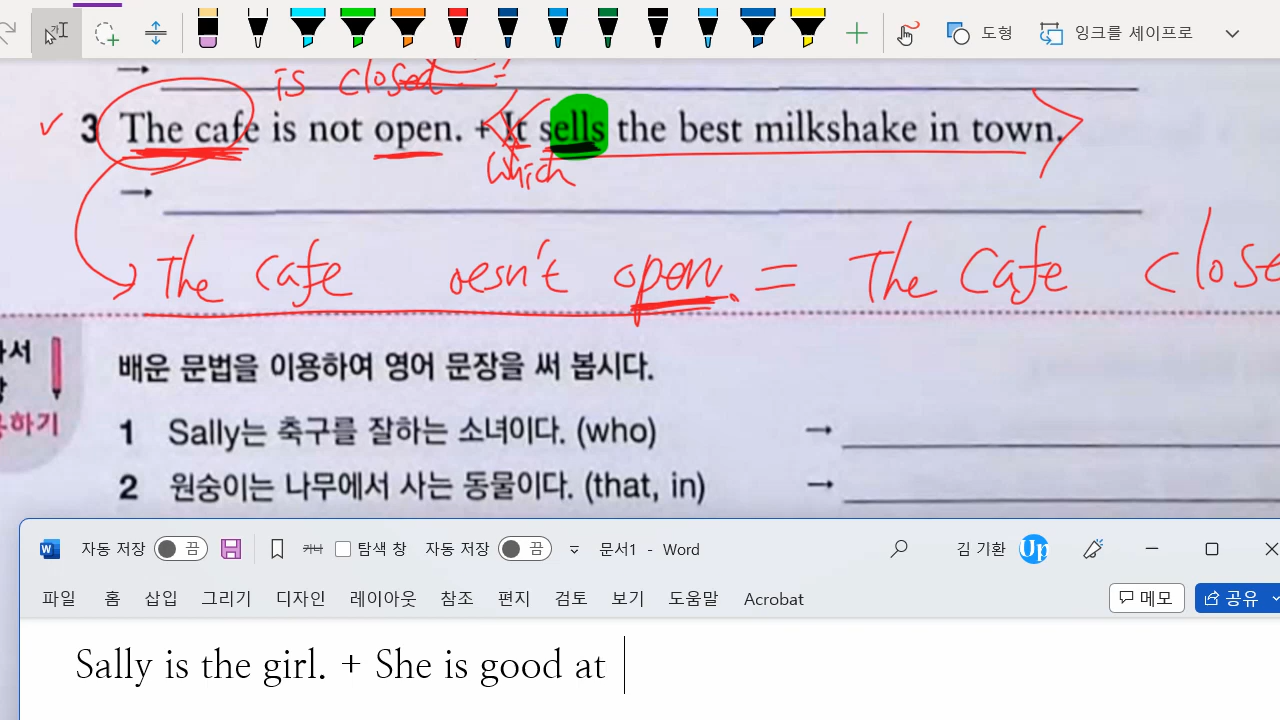 도형 잉크를 셰이프로
is closed
3 The cafe is not open. + It sells the best milkshake in town.
which
→
The cafe oesn't open. = The Cafe close
배운 문법을 이용하여 영어 문장을 써 봅시다.
1 Sally는 축구를 잘하는 소녀이다. (who) →
2 원숭이는 나무에서 사는 동물이다. (that, in) →
자동 저장 끔 가나 탐색 창 자동 저장 끔 문서1 - Word 김 기환 Up
파일 홈 삽입 그리기 디자인 레이아웃 참조 편지 검토 보기 도움말 Acrobat 메모 공유
Sally is the girl. + She is good at